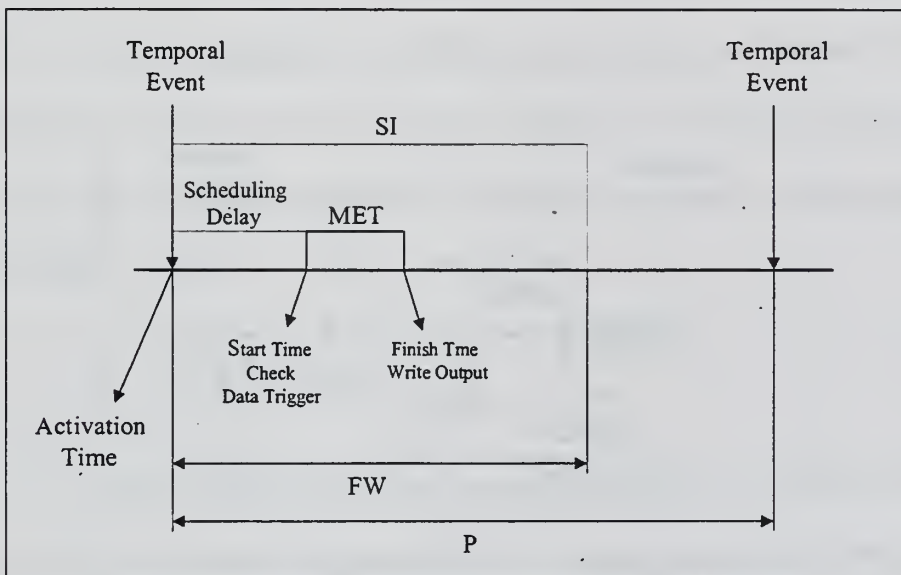 Temporal
Event
Temporal
Event
SI
Scheduling
Delay
MET
Start Time
Check
Data Trigger
Finish Tme
Write Output
Activation
Time
FW
P